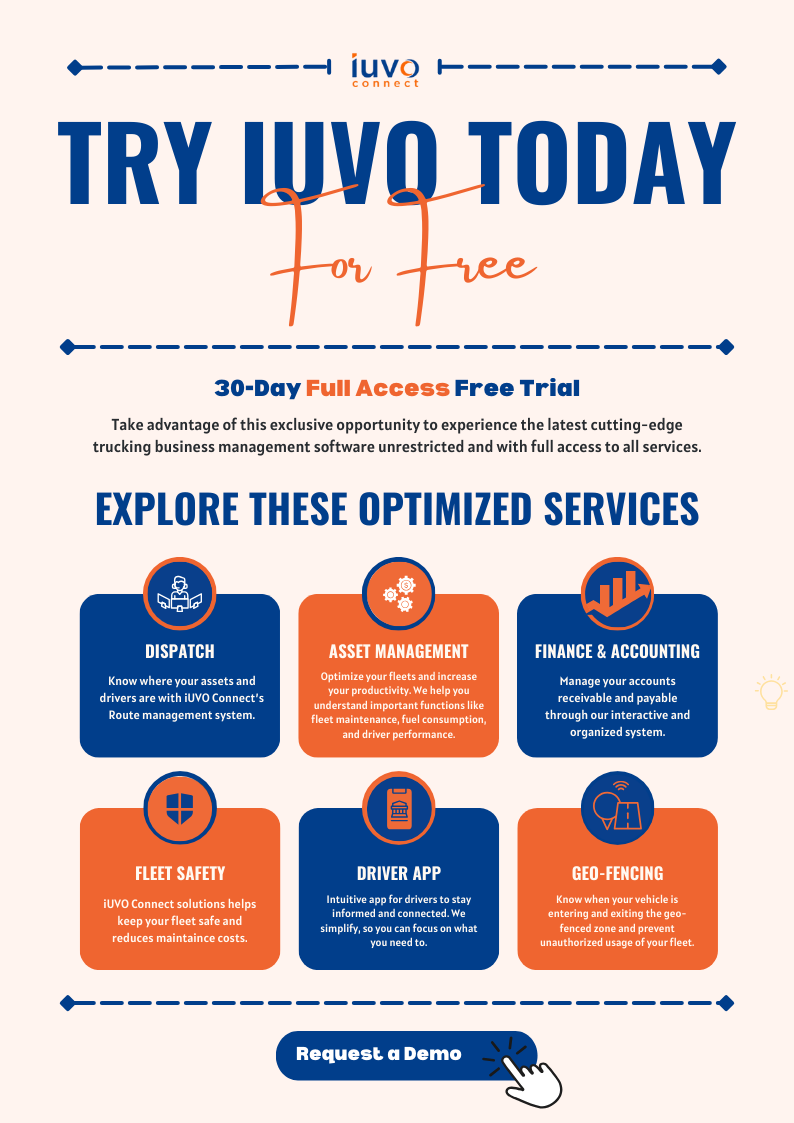 iuvo
connect
TRY IUVO TODAY
For Free
30-Day Full Access Free Trial
Take advantage of this exclusive opportunity to experience the latest cutting-edge
trucking business management software unrestricted and with full access to all services.
EXPLORE THESE OPTIMIZED SERVICES
DISPATCH
Know where your assets and
drivers are with iUVO Connect's
Route management system.
ASSET MANAGEMENT
Optimize your fleets and increase
your productivity. We help you
understand important functions like
fleet maintenance, fuel consumption,
and driver performance.
FINANCE & ACCOUNTING
Manage your accounts
receivable and payable
through our interactive and
organized system.
FLEET SAFETY
iUVO Connect solutions helps
keep your fleet safe and
reduces maintaince costs.
DRIVER APP
Intuitive app for drivers to stay
informed and connected. We
simplify, so you can focus on what
you need to.
GEO-FENCING
Know when your vehicle is
entering and exiting the geo-
fenced zone and prevent
unauthorized usage of your fleet.
Request a Demo